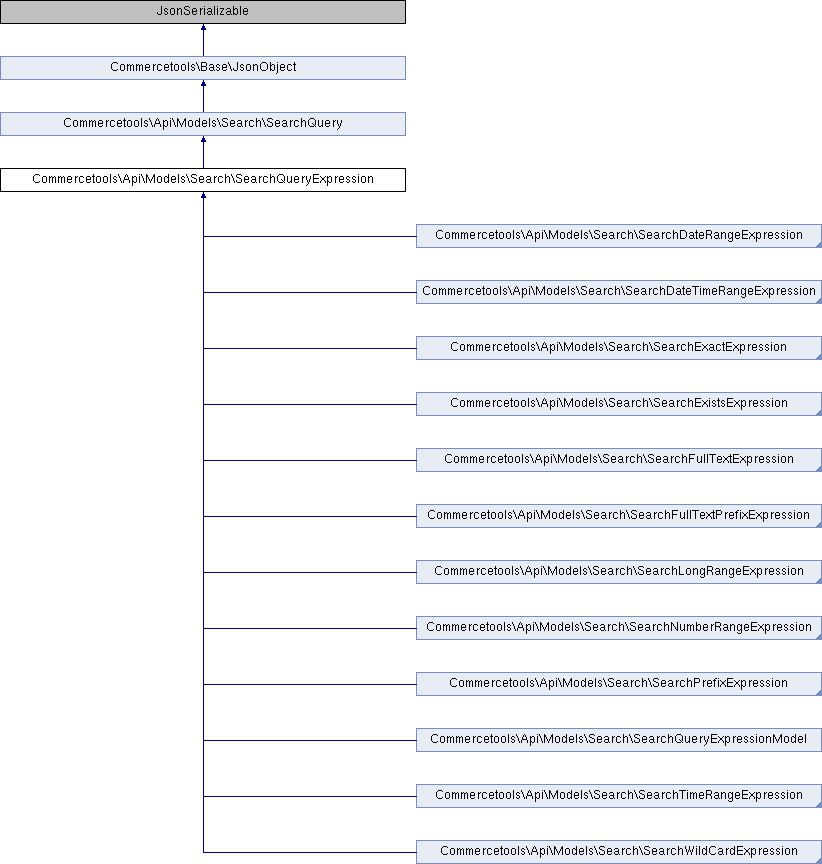 JsonSerializable
Commercetools\Base\JsonObject
Commercetools\Api\Models\Search\SearchQuery
Commercetools\Api\Models\Search\SearchQueryExpression
Commercetools\Api\Models\Search\SearchDateRangeExpression
Commercetools\Api\Models\Search\SearchDateTimeRangeExpression
Commercetools\Api\Models\Search\SearchExactExpression
Commercetools\Api\Models\Search\SearchExistsExpression
Commercetools\Api\Models\Search\SearchFullTextExpression
Commercetools\Api\Models\Search\SearchFullTextPrefixExpression
Commercetools\Api\Models\Search\SearchLongRangeExpression
Commercetools\Api\Models\Search\SearchNumberRangeExpression
Commercetools\Api\Models\Search\SearchPrefixExpression
Commercetools\Api\Models\Search\SearchQueryExpressionModel
Commercetools\Api\Models\Search\SearchTimeRangeExpression
Commercetools\Api\Models\Search\SearchWildCardExpression